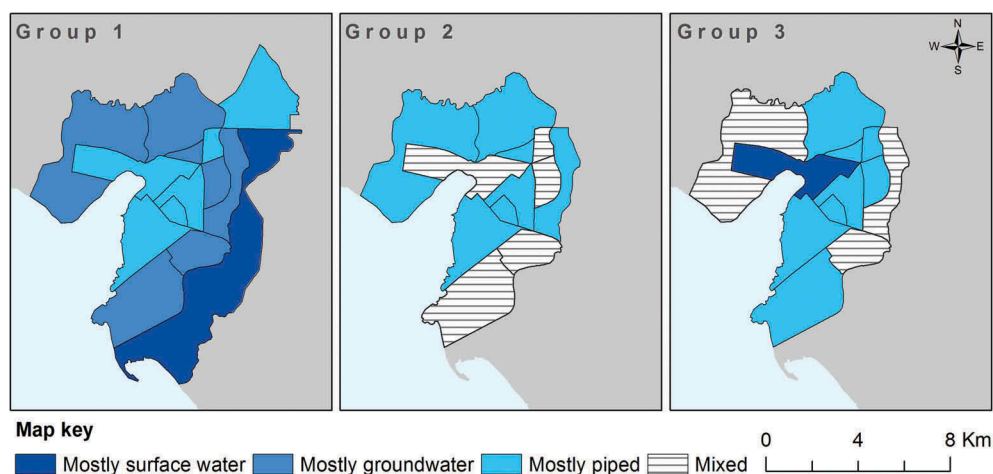 Group 1
Group 2
Group 3
N
W E
S
Map key
0 4 8 Km
Mostly surface water Mostly groundwater Mostly piped Mixed